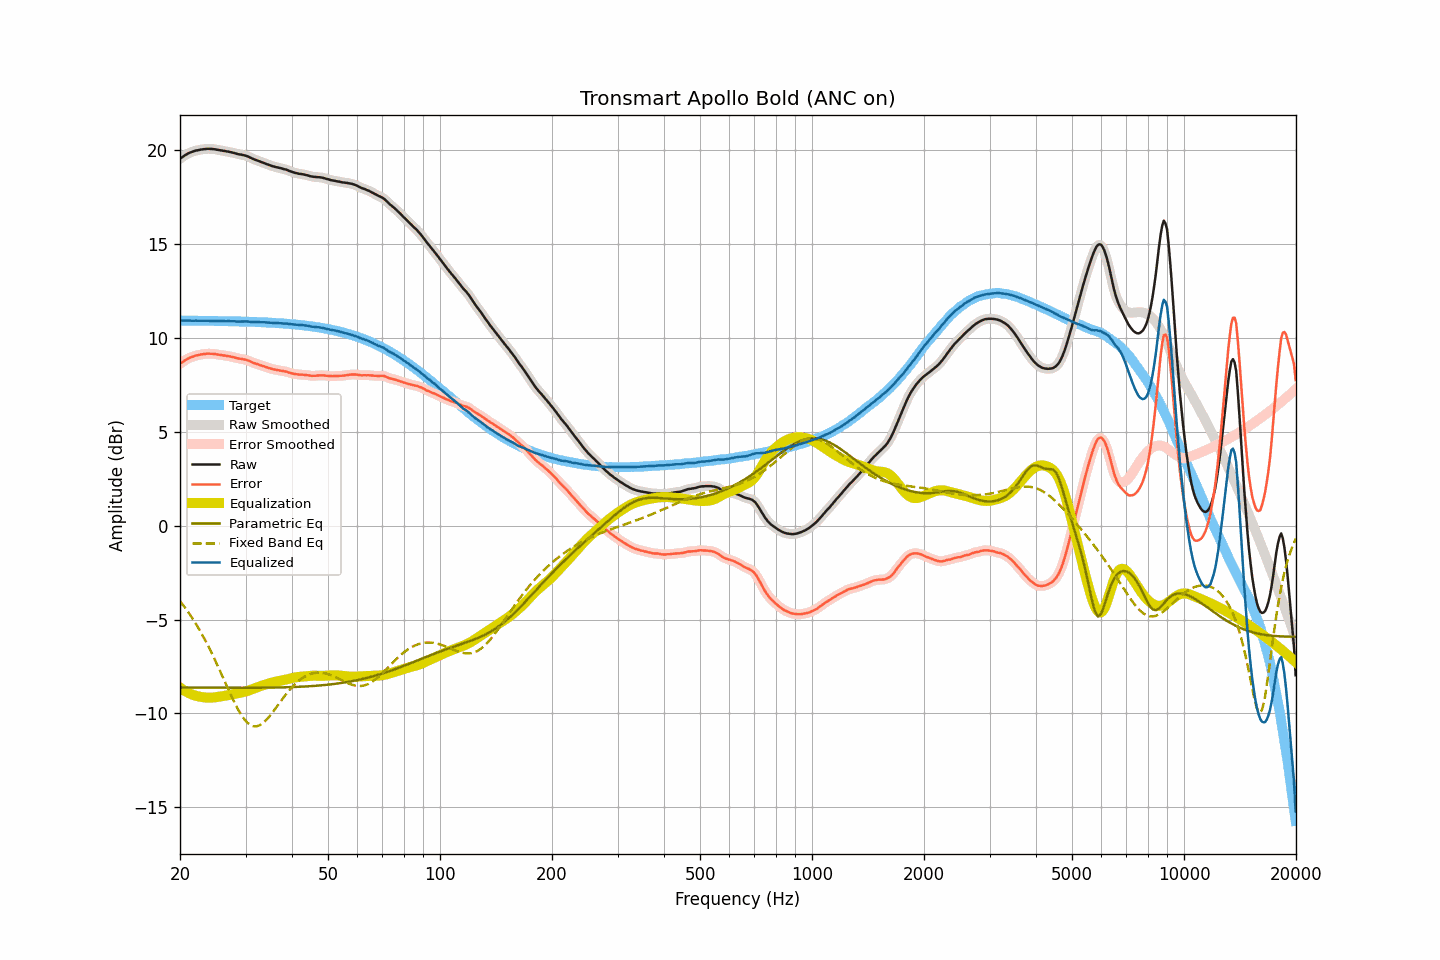 Tronsmart Apollo Bold (ANC on)
20
15
10
5
0
−5
−10
−15
Amplitude (dBr)
Target
Raw Smoothed
Error Smoothed
Raw
Error
Equalization
Parametric Eq
Fixed Band Eq
Equalized
20 50 100 200 500 1000 2000 5000 10000 20000
Frequency (Hz)